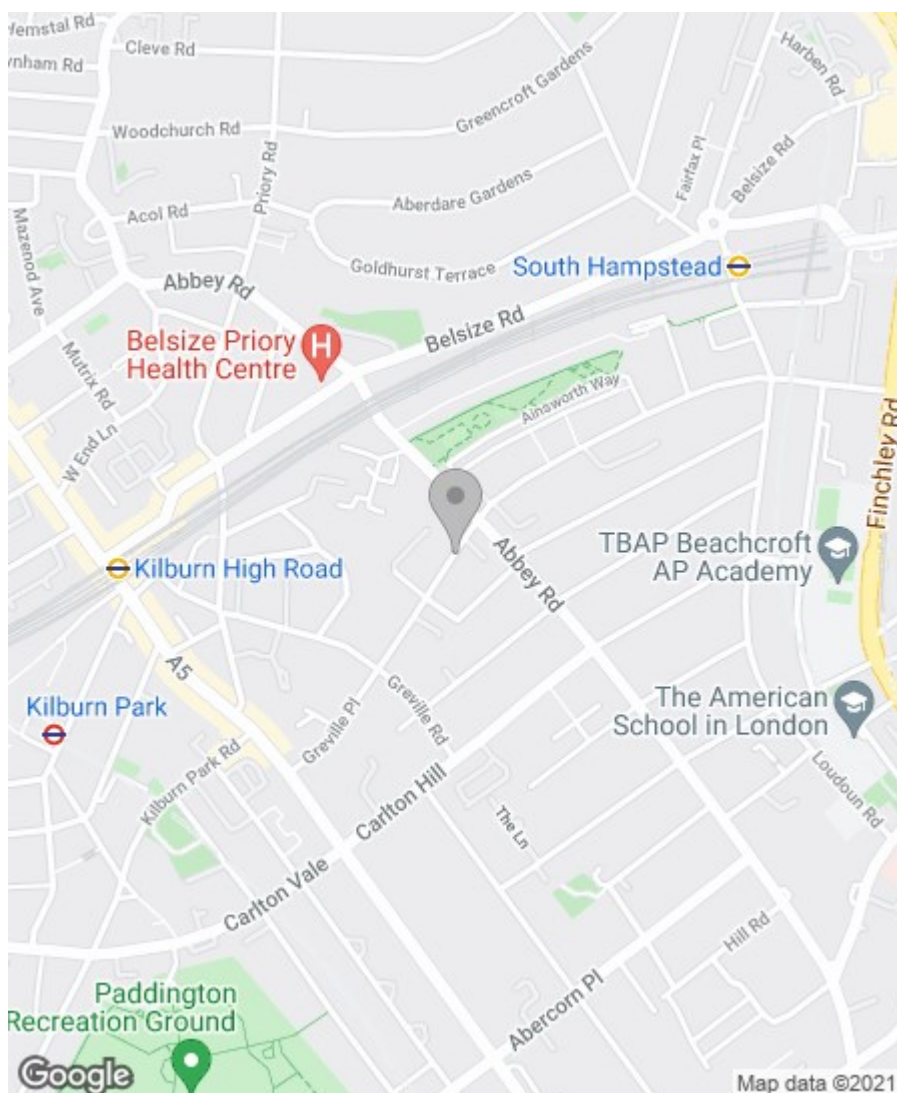 Hemstal Rd
Cleve Rd
ynham Rd
Woodchurch Rd
Greencroft Gardens
Harben Rd
Priory Rd
Fairfax Pl
Belsize Rd
Mazenod Ave
Acol Rd
Aberdare Gardens
Goldhurst Terrace
South Hampstead
Abbey Rd
Belsize Rd
Belsize Priory
Health Centre
H
Mutrix Rd
W End Ln
Ainsworth Way
Finchley Rd
Kilburn High Road
Abbey Rd
TBAP Beachcroft
AP Academy
A5
Kilburn Park
Greville Pl
Greville Rd
The American
School in London
Kilburn Park Rd
Carlton Hill
The Ln
Loudoun Rd
Carlton Vale
Hill Rd
Abercorn Pl
Paddington
Recreation Ground
Google
Map data ©2021